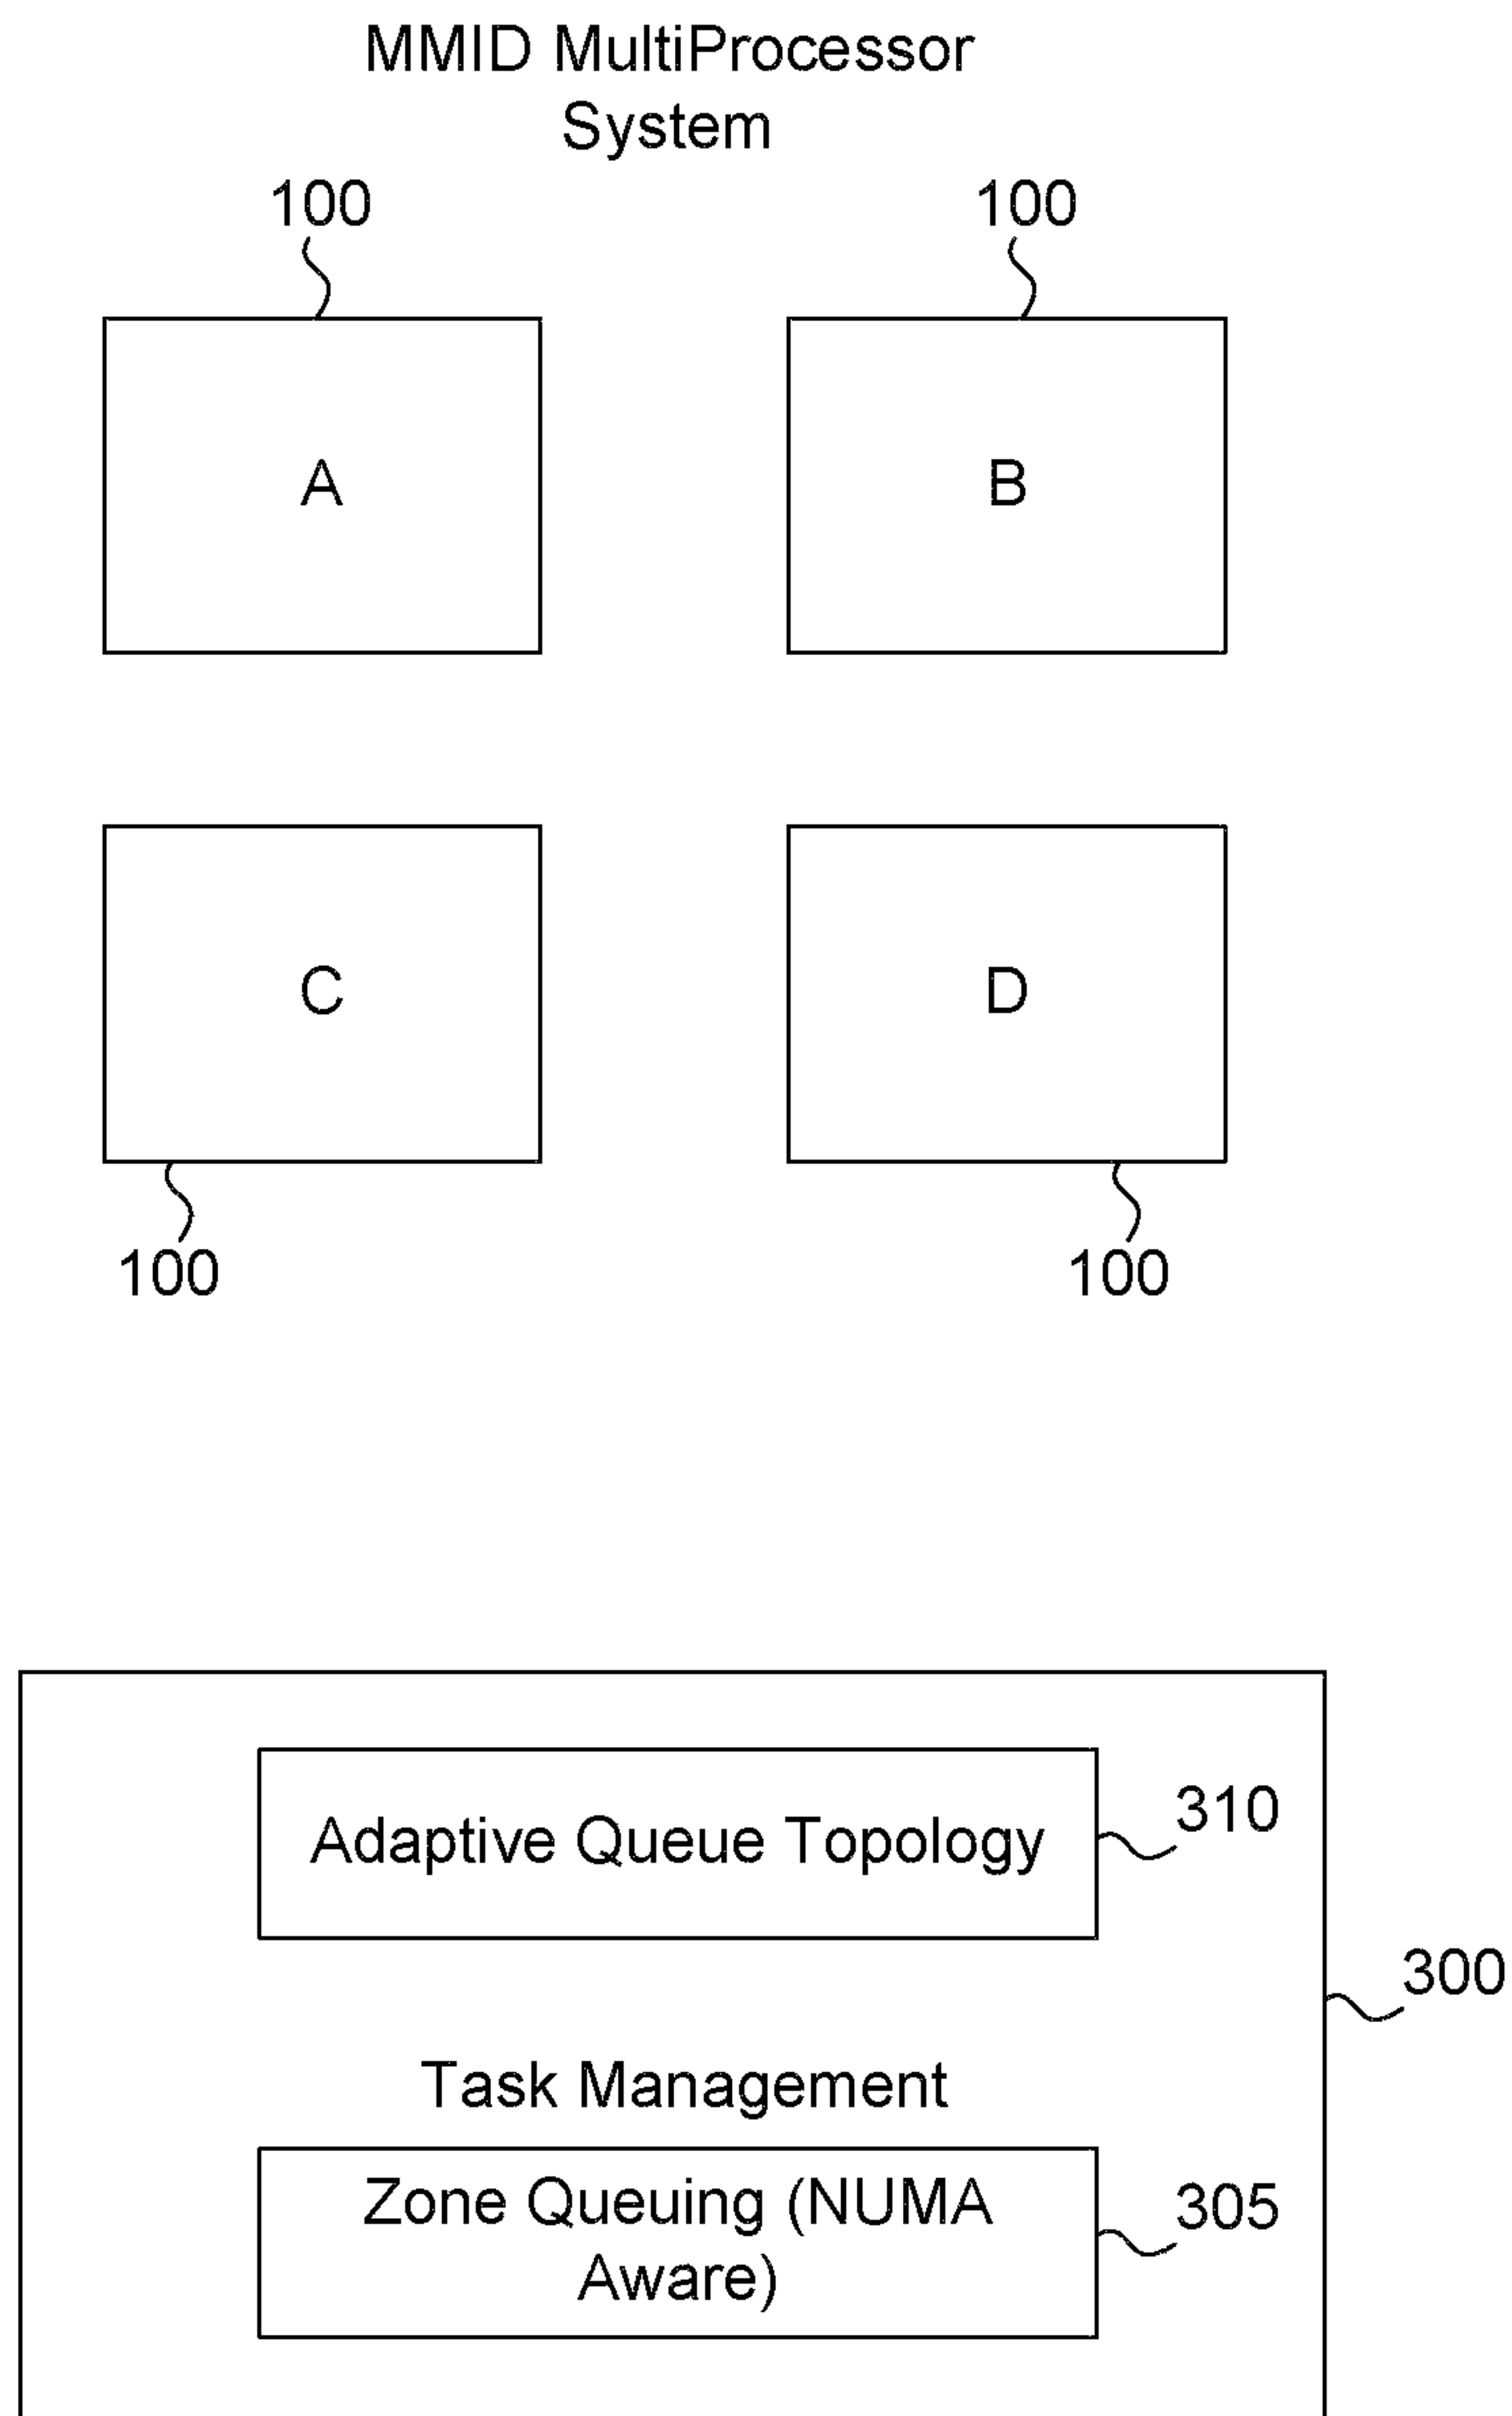 MMID MultiProcessor
System
100
100
A
B
C
D
100
100
Adaptive Queue Topology
310
300
Task Management
Zone Queuing (NUMA
Aware)
305